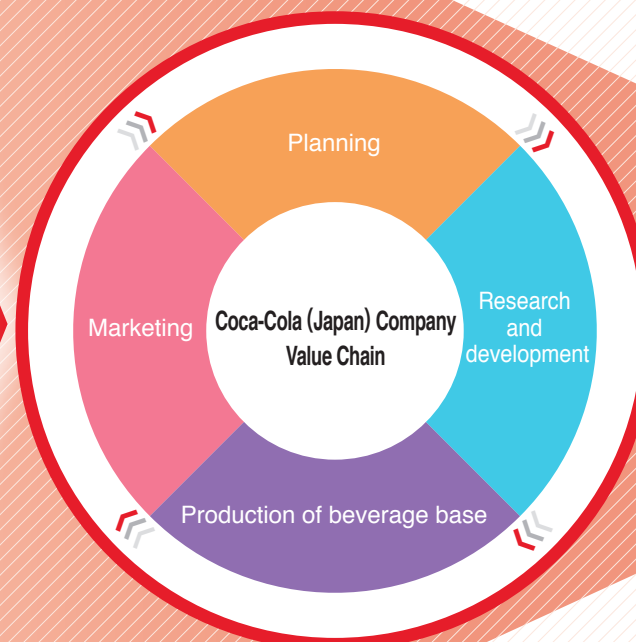 Planning
Research
and
development
Marketing
Coca-Cola (Japan) Company
Value Chain
Production of beverage base